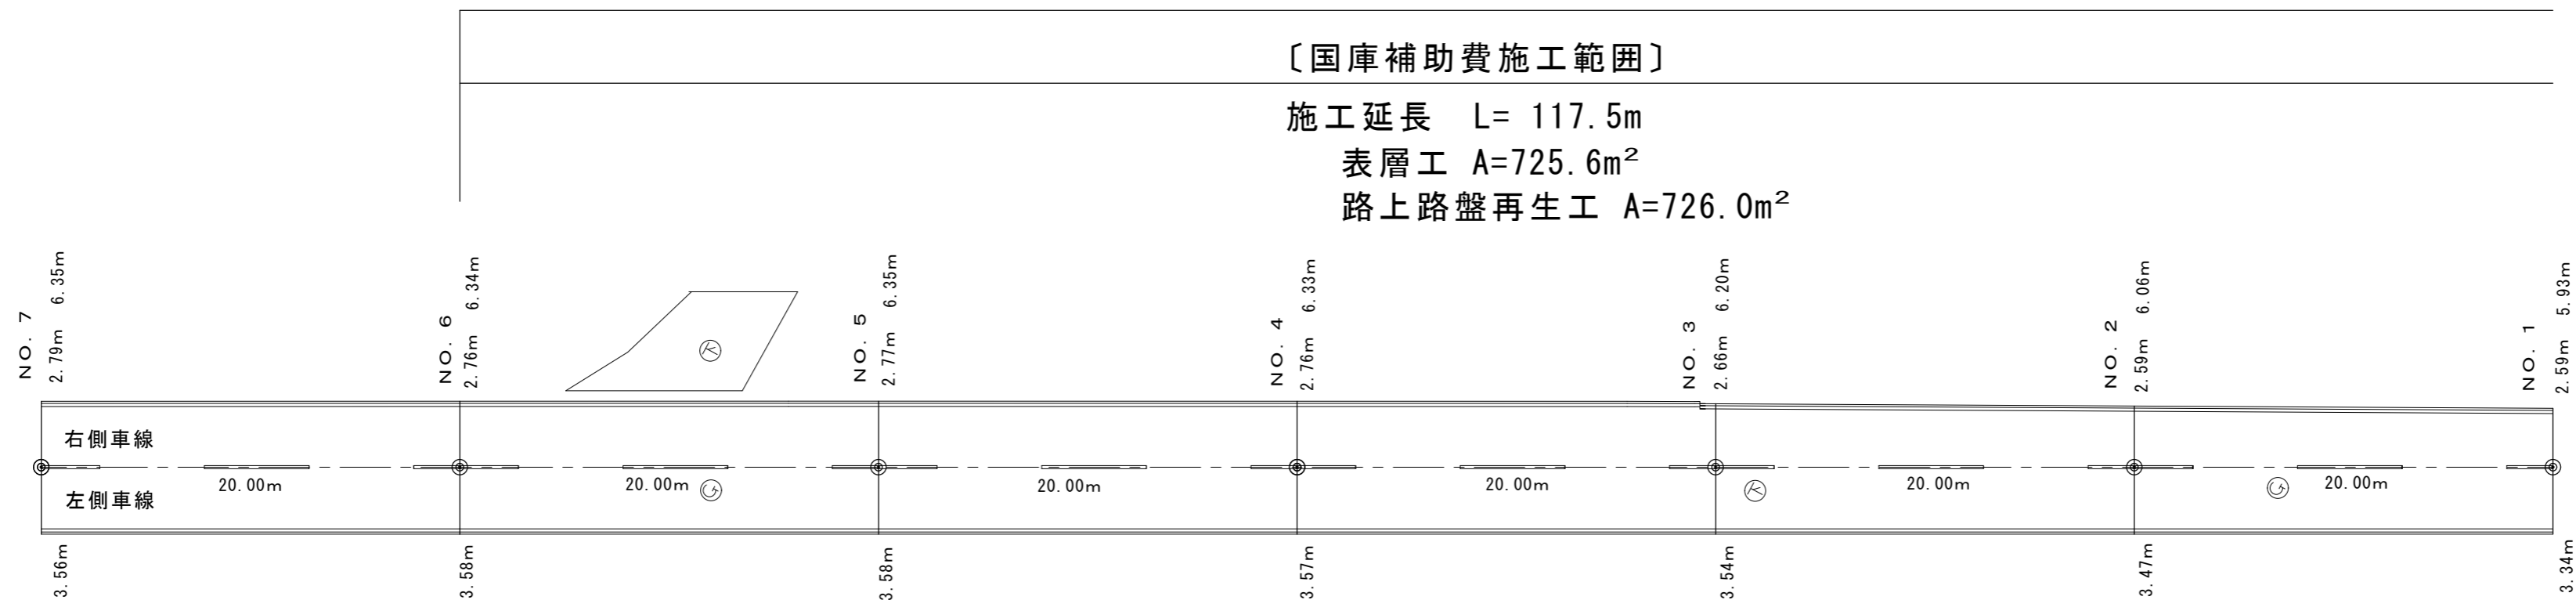 〔国庫補助費施工範囲〕
施工延長 L= 117.5m
表層工 A=725.6m²
路上路盤再生工 A=726.0m²
NO. 7
2.79m 6.35m
NO. 6
2.76m 6.34m
NO. 5
2.77m 6.35m
NO. 4
2.76m 6.33m
NO. 3
2.66m 6.20m
NO. 2
2.59m 6.06m
NO. 1
2.59m 5.93m
K
右側車線
左側車線
20.00m
20.00m
G
20.00m
20.00m
K
20.00m
G
20.00m
3.56m
3.58m
3.58m
3.57m
3.54m
3.47m
3.34m